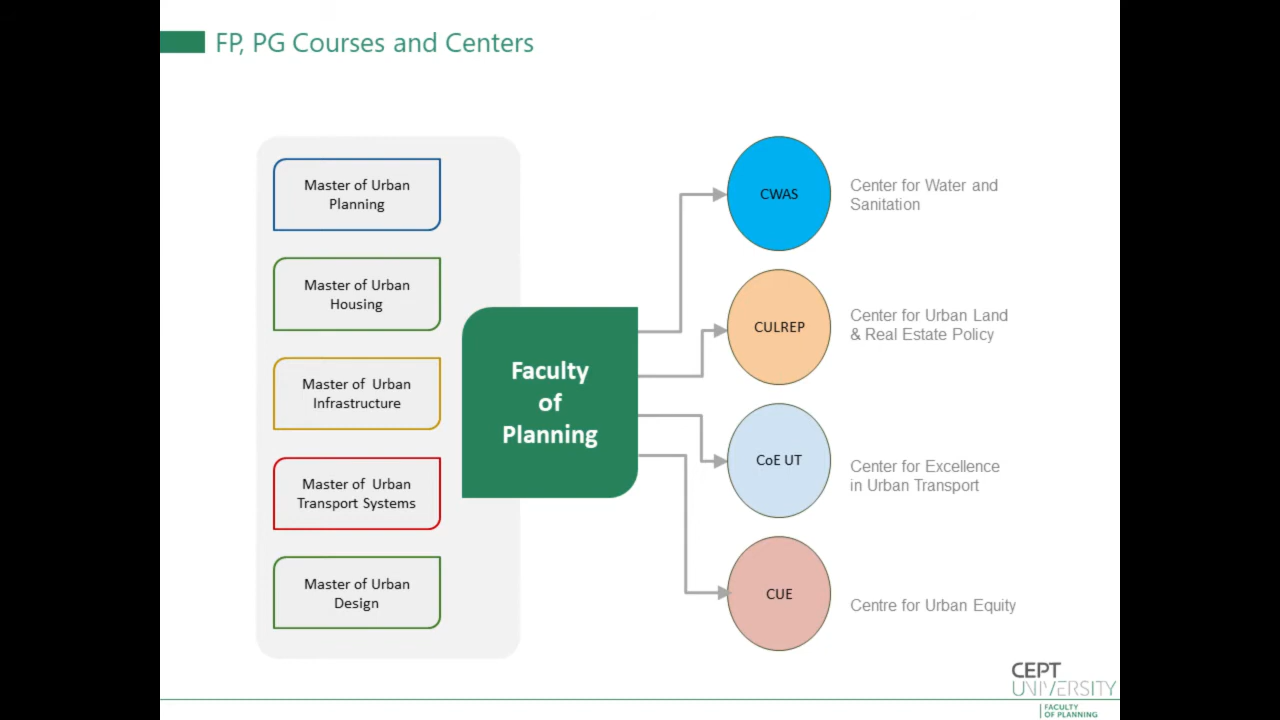 FP, PG Courses and Centers
Master of Urban
Planning
Master of Urban
Housing
Master of Urban
Infrastructure
Master of Urban
Transport Systems
Master of Urban
Design
Faculty
of
Planning
CWAS
Center for Water and
Sanitation
CULREP
Center for Urban Land
& Real Estate Policy
CoE UT
Center for Excellence
in Urban Transport
CUE
Centre for Urban Equity
CEPT
UNIVERSITY
FACULTY
OF PLANNING